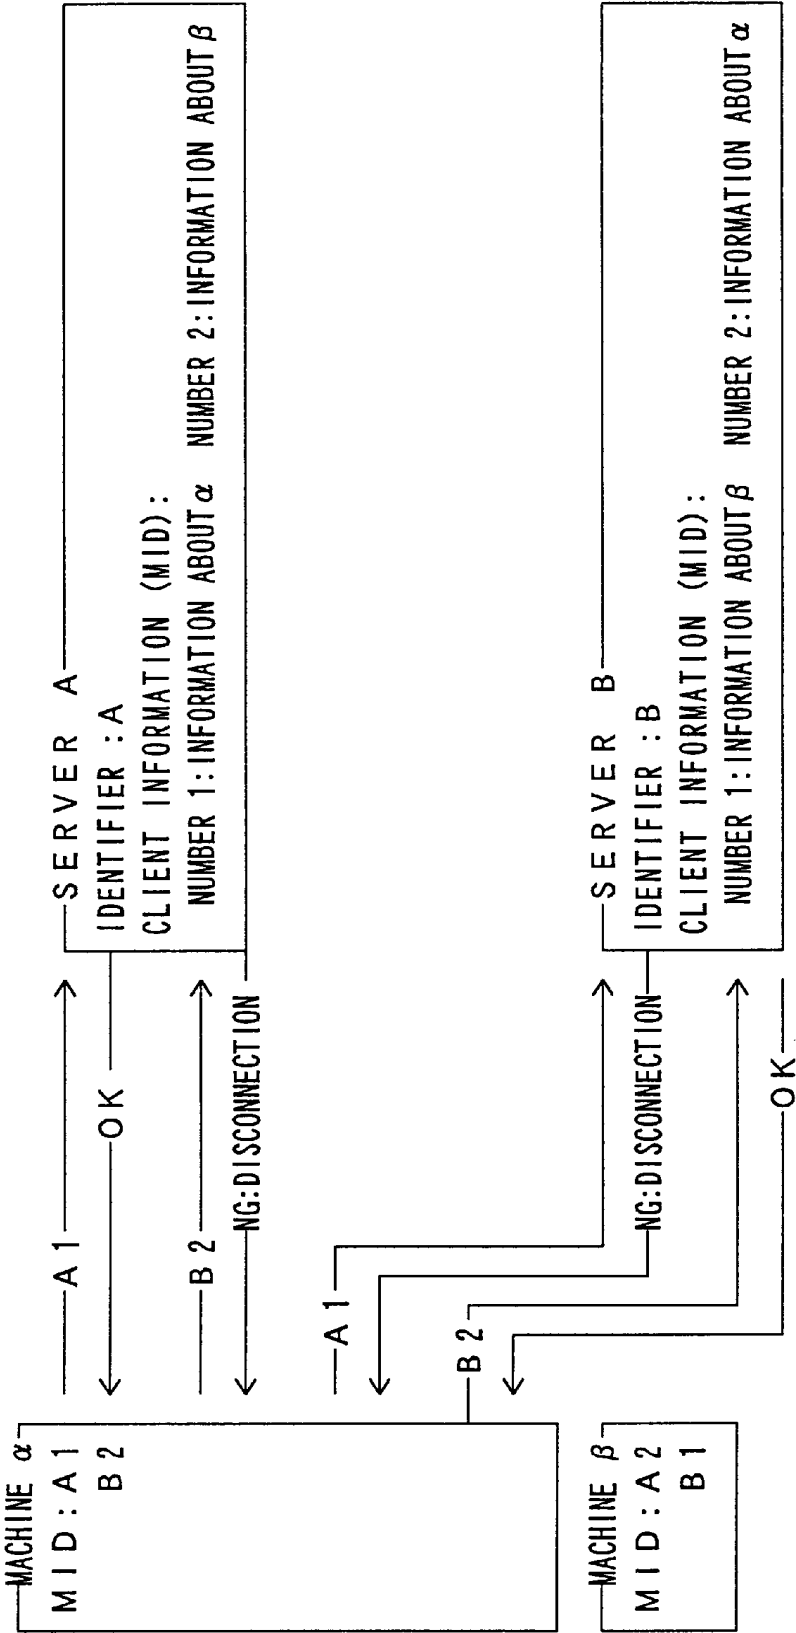 MACHINE α
MID:A1
B2
A1
OK
B2
NG:DISCONNECTION
A1
B2
NG:DISCONNECTION
OK
SERVER A
IDENTIFIER :A
CLIENT INFORMATION (MID):
NUMBER 1:INFORMATION ABOUT α NUMBER 2:INFORMATION ABOUT β
MACHINE β
MID:A2
B1
SERVER B
IDENTIFIER :B
CLIENT INFORMATION (MID):
NUMBER 1:INFORMATION ABOUT β NUMBER 2:INFORMATION ABOUT α